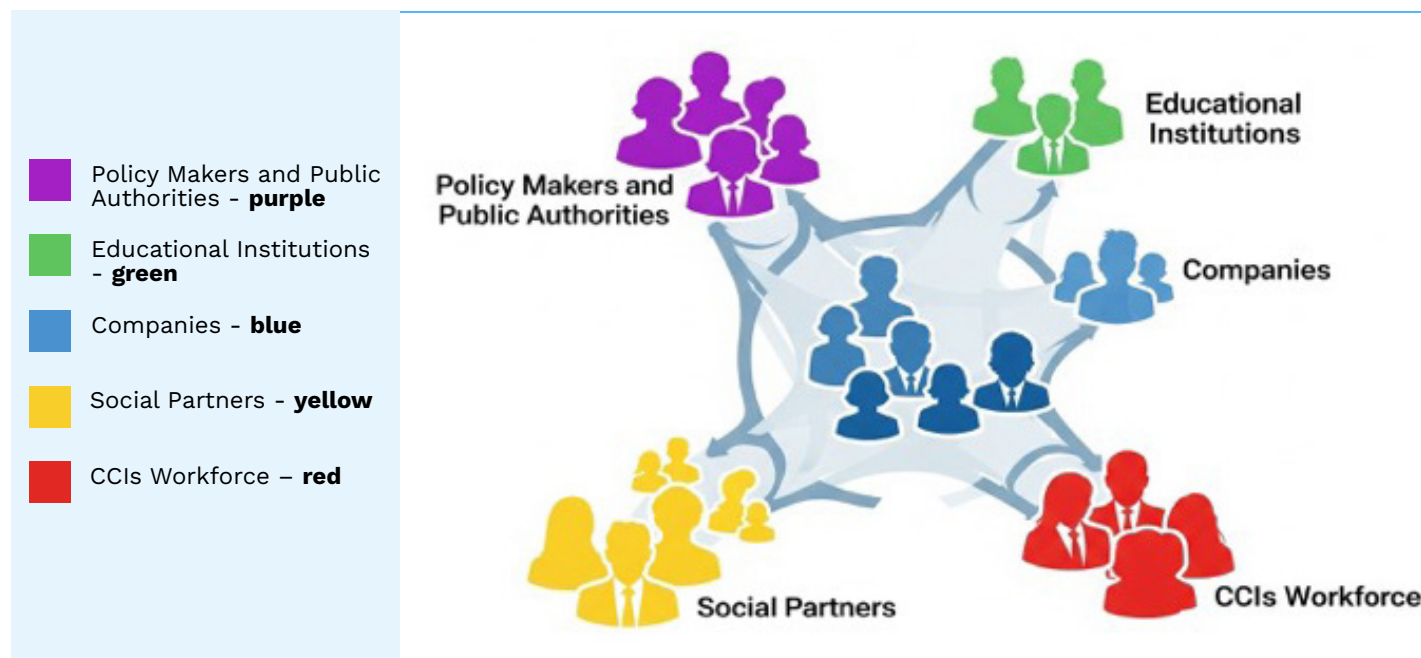 Policy Makers and Public
Authorities - purple
Educational Institutions
- green
Companies - blue
Social Partners - yellow
CCIs Workforce – red
Educational
Institutions
Policy Makers and
Public Authorities
Companies
Social Partners
CCIs Workforce